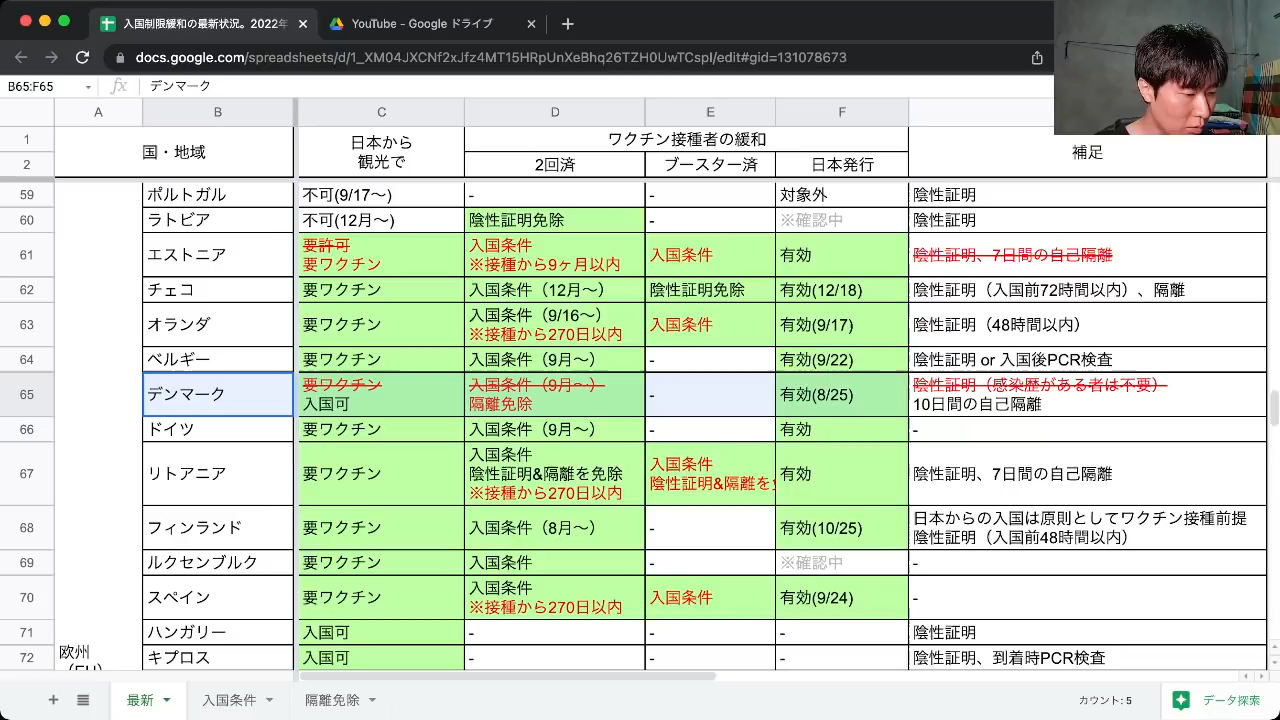 入国制限緩和の最新状況。2022年
YouTube - Google ドライブ
docs.google.com/spreadsheets/d/1_XM04JXCNf2xJfz4MT15HRpUnXeBhq26TZH0UwTCspI/edit#gid=131078673
B65:F65 fx デンマーク
A B C D E F
1 国・地域 日本から 観光で ワクチン接種者の緩和 補足
2 2回済 ブースター済 日本発行
59 ポルトガル 不可(9/17〜) - - 対象外 陰性証明
60 ラトビア 不可(12月〜) 陰性証明免除 - ※確認中 陰性証明
61 エストニア 要許可 入国条件 入国条件 有効 陰性証明、7日間の自己隔離
要ワクチン ※接種から9ヶ月以内
62 チェコ 要ワクチン 入国条件（12月〜） 陰性証明免除 有効(12/18) 陰性証明（入国前72時間以内）、隔離
63 オランダ 要ワクチン 入国条件（9/16〜） 入国条件 有効(9/17) 陰性証明（48時間以内）
※接種から270日以内
64 ベルギー 要ワクチン 入国条件（9月〜） - 有効(9/22) 陰性証明 or 入国後PCR検査
65 デンマーク 要ワクチン 入国条件（9月〜） - 有効(8/25) 陰性証明（感染歴がある者は不要）
入国可 隔離免除 10日間の自己隔離
66 ドイツ 要ワクチン 入国条件（9月〜） - 有効 -
67 リトアニア 要ワクチン 入国条件 入国条件 有効 陰性証明、7日間の自己隔離
陰性証明&隔離を免除 陰性証明&隔離を
※接種から270日以内
68 フィンランド 要ワクチン 入国条件（8月〜） - 有効(10/25) 日本からの入国は原則としてワクチン接種前提
陰性証明（入国前48時間以内）
69 ルクセンブルク 要ワクチン 入国条件 - ※確認中 -
70 スペイン 要ワクチン 入国条件 入国条件 有効(9/24) -
※接種から270日以内
71 ハンガリー 入国可 - - - 陰性証明
72 欧州 キプロス 入国可 - - - 陰性証明、到着時PCR検査
最新 入国条件 隔離免除 カウント: 5 データ探索